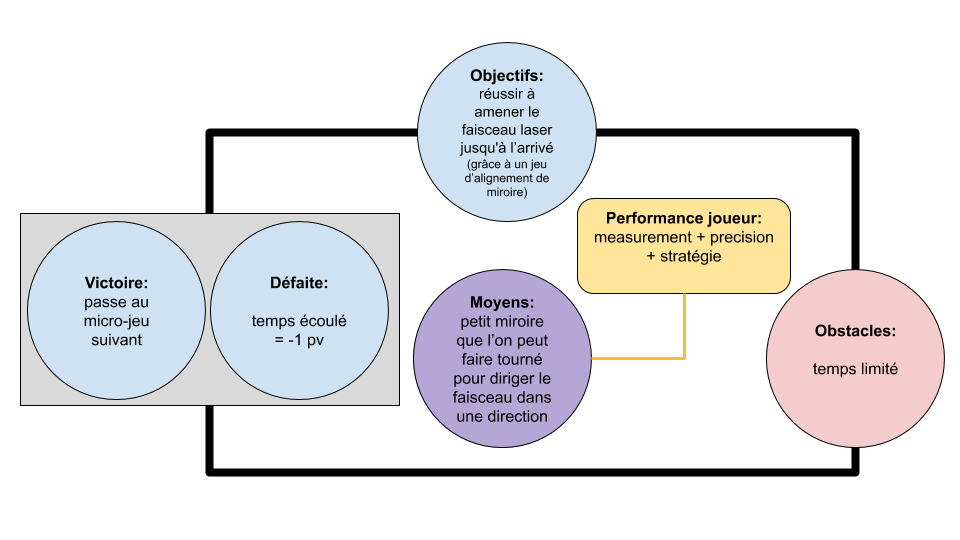 Objectifs:
réussir à
amener le
faisceau laser
jusqu'à l'arrivé
(grâce à un jeu
d'alignement de
miroire)
Performance joueur:
measurement + precision
+ stratégie
Victoire:
passe au
micro-jeu
suivant
Défaite:
temps écoulé
= -1 pv
Moyens:
petit miroire
que l'on peut
faire tourné
pour diriger le
faisceau dans
une direction
Obstacles:
temps limité